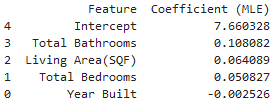 Feature Coefficient (MLE)
4 Intercept 7.660328
3 Total Bathrooms 0.108082
2 Living Area(SQF) 0.064089
1 Total Bedrooms 0.050827
0 Year Built -0.002526